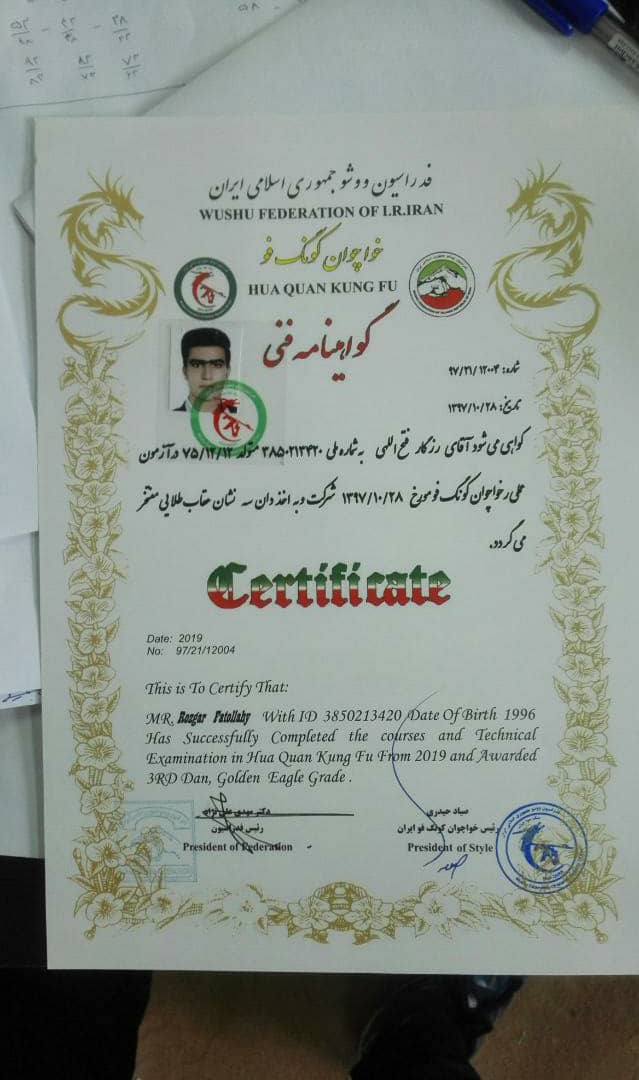 فدراسیون ووشو جمهوری اسلامی ایران
WUSHU FEDERATION OF I.R.IRAN
خواچوان کونگ فو
HUA QUAN KUNG FU
گواهینامه فنی
شماره: ۹۷/۲۱/۱۲۰۰۴
تاریخ: ۱۳۹۷/۱۰/۲۸
گواهی می شود آقای رزگار فتح اللهی به شماره ملی ۳۸۵۰۲۱۳۴۲۰ متولد ۷۵/۱۲/۱۲ در آزمون
خواچوان کونگ فو مورخ ۱۳۹۷/۱۰/۲۸ شرکت و به اخذ دان سه نشان عقاب طلایی مفتخر
می گردد.
Certificate
Date: 2019
No: 97/21/12004
This is To Certify That:
MR. Rozgar Fatollahy With ID 3850213420 Date Of Birth 1996
Has Successfully Completed the courses and Technical
Examination in Hua Quan Kung Fu From 2019 and Awarded
3RD Dan, Golden Eagle Grade .
دکتر مهدی علی نژاد
رئیس فدراسیون
President of Federation
صیاد حیدری
رئیس خواچوان کونگ فو ایران
President of Style